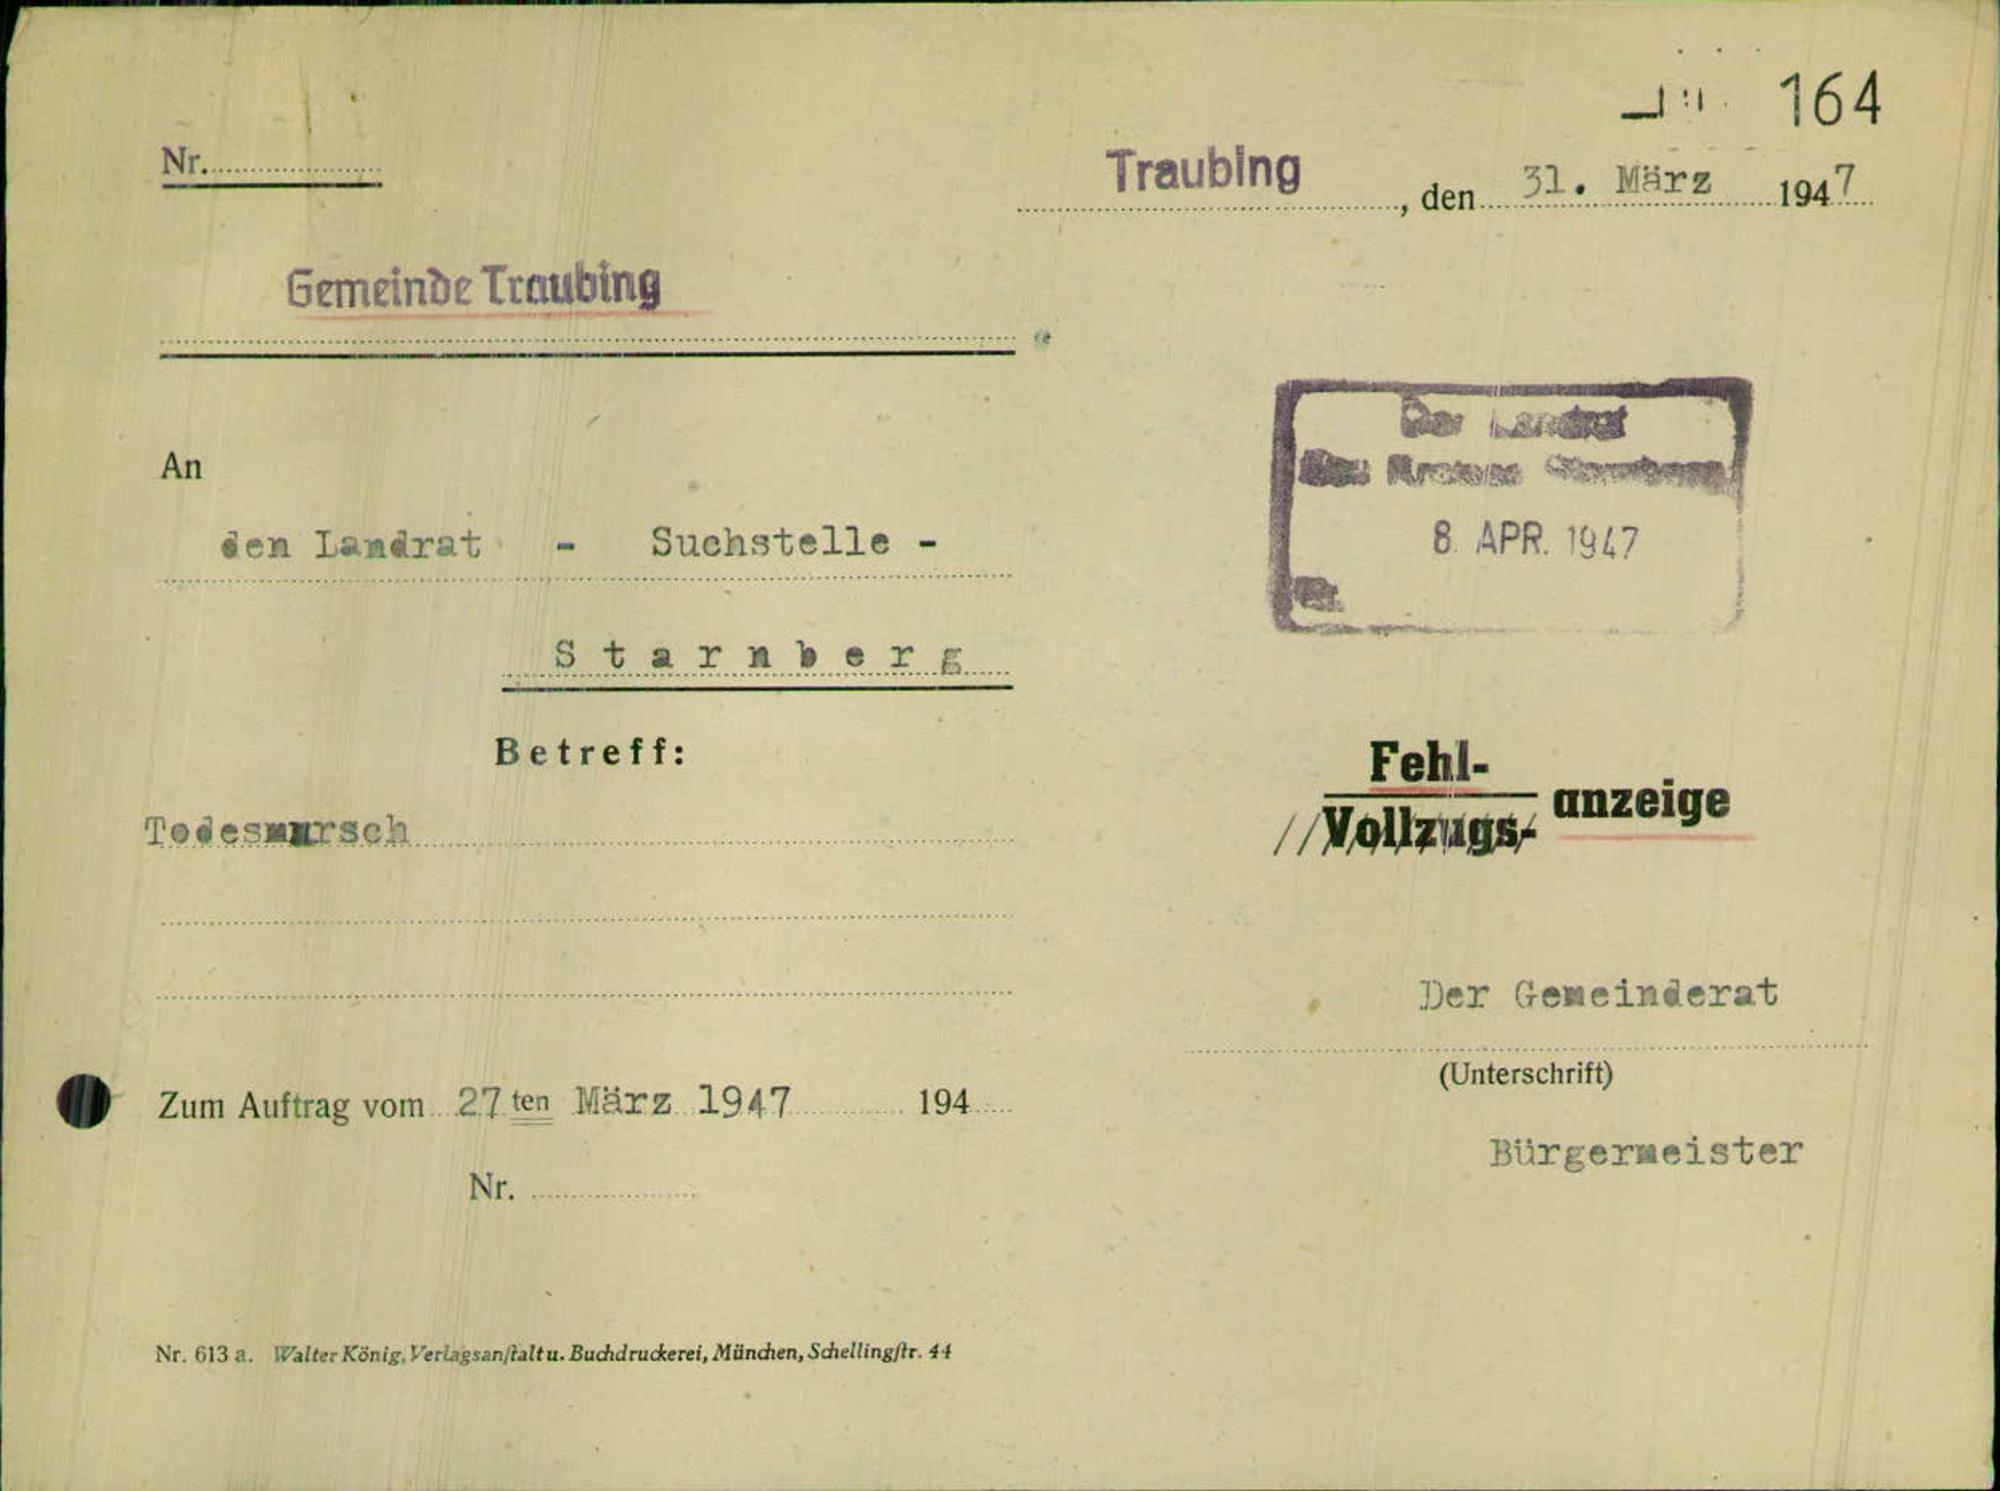 164
Nr.
Traubing, den 31. März 1947
Gemeinde Traubing
An
den Landrat - Suchstelle -
Starnberg
Der Landrat
8. APR. 1947
Betreff:
Todesmarsch
Fehl-
Vollzugs- anzeige
Der Gemeinderat
(Unterschrift)
Bürgermeister
Zum Auftrag vom 27ten März 1947 194
Nr.
Nr. 613 a. Walter König, Verlagsanſtalt u. Buchdruckerei, München, Schellingſtr. 44